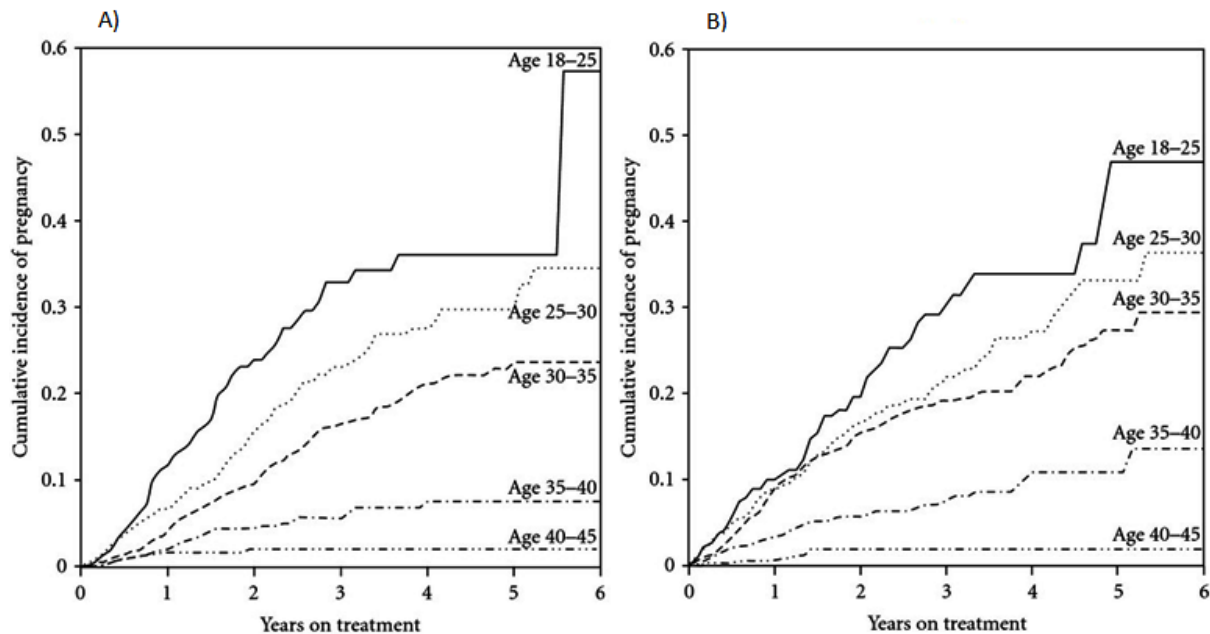 A)
0.6
0.5
0.4
0.3
0.2
0.1
0
Cumulative incidence of pregnancy
Age 18–25
Age 25–30
Age 30–35
Age 35–40
Age 40–45
0 1 2 3 4 5 6
Years on treatment
B)
0.6
0.5
0.4
0.3
0.2
0.1
0
Cumulative incidence of pregnancy
Age 18–25
Age 25–30
Age 30–35
Age 35–40
Age 40–45
0 1 2 3 4 5 6
Years on treatment